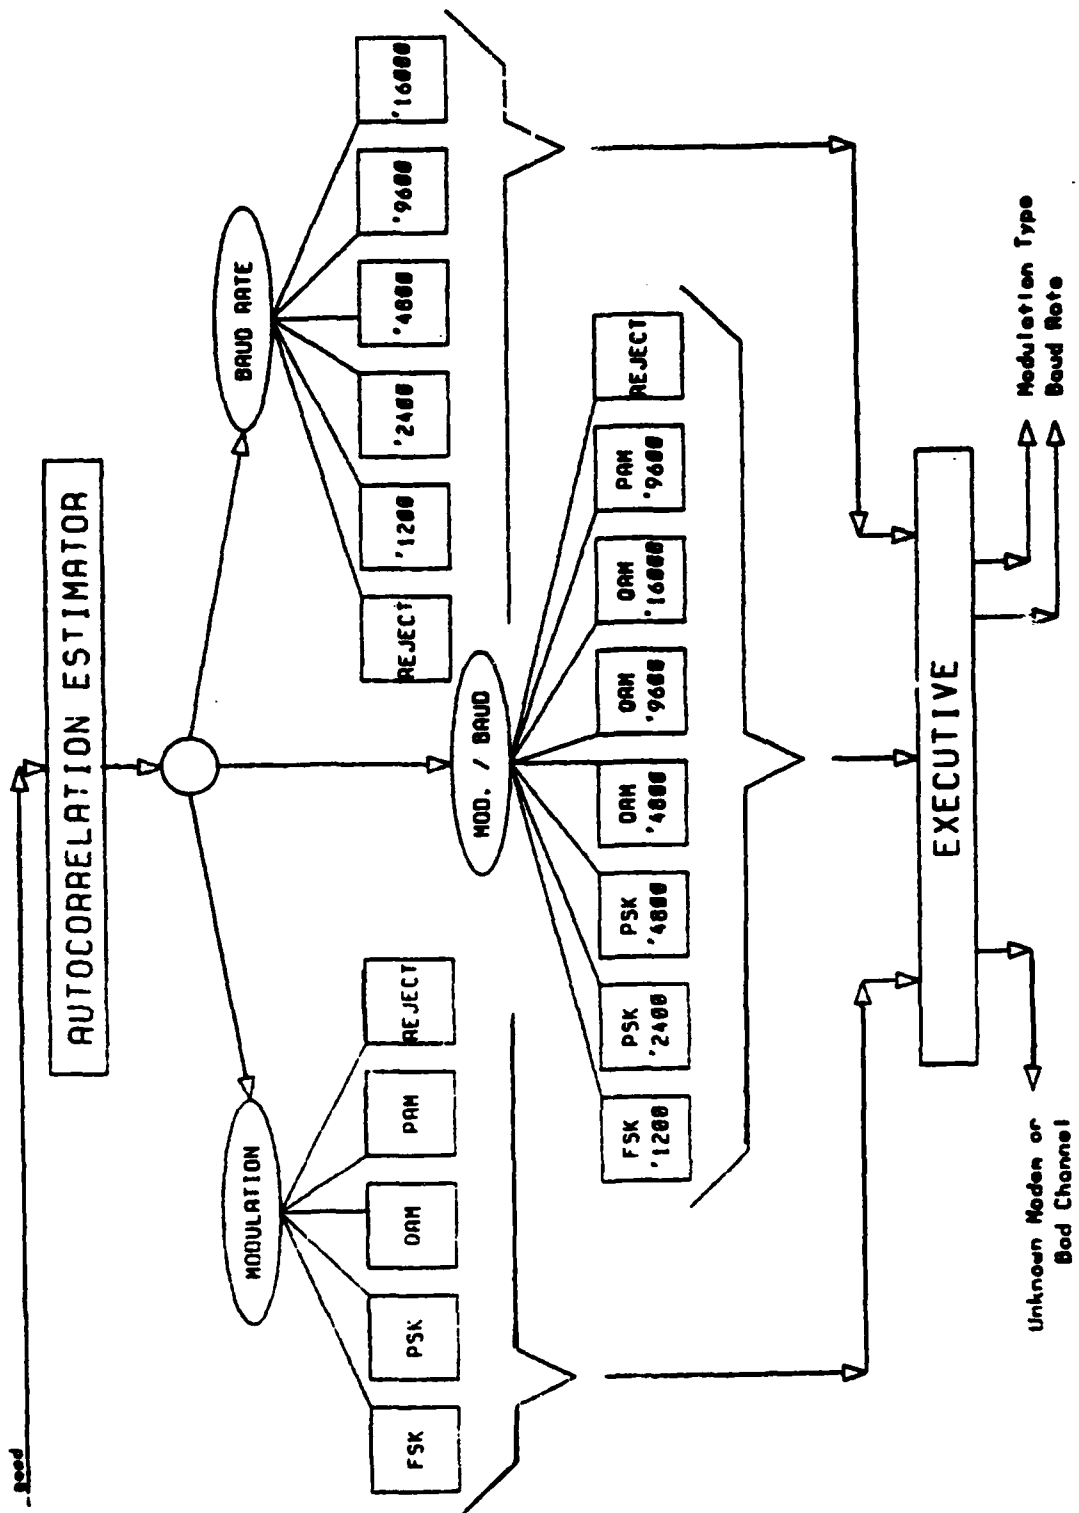 AUTOCORRELATION ESTIMATOR
MODULATION
BAUD RATE
FSK
PSK
QAM
PAM
REJECT
REJECT
'1200
'2400
'4800
'9600
'16000
MOD. / BAUD
FSK
'1200
PSK
'2400
PSK
'4800
QAM
'4800
QAM
'9600
QAM
'16000
PAM
'9600
REJECT
EXECUTIVE
Unknown Modem or
Bad Channel
Modulation Type
Baud Rate